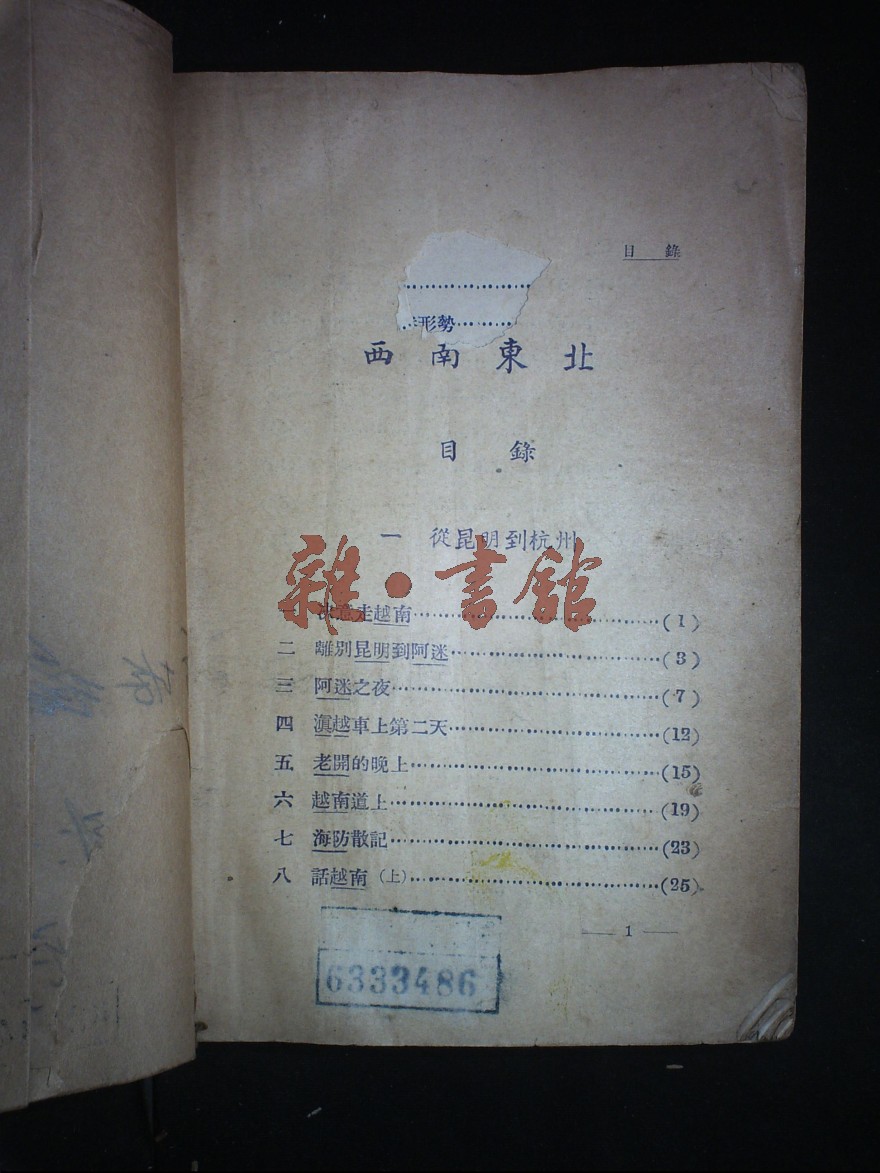 目　錄
形勢
西南東北
目　錄
一　從昆明到杭州
雜·書館
一　決意走越南 (1)
二　離別昆明到阿迷 (3)
三　阿迷之夜 (7)
四　滇越車上第二天 (12)
五　老開的晚上 (15)
六　越南道上 (19)
七　海防散記 (23)
八　話越南（上） (25)
— 1 —
6333486